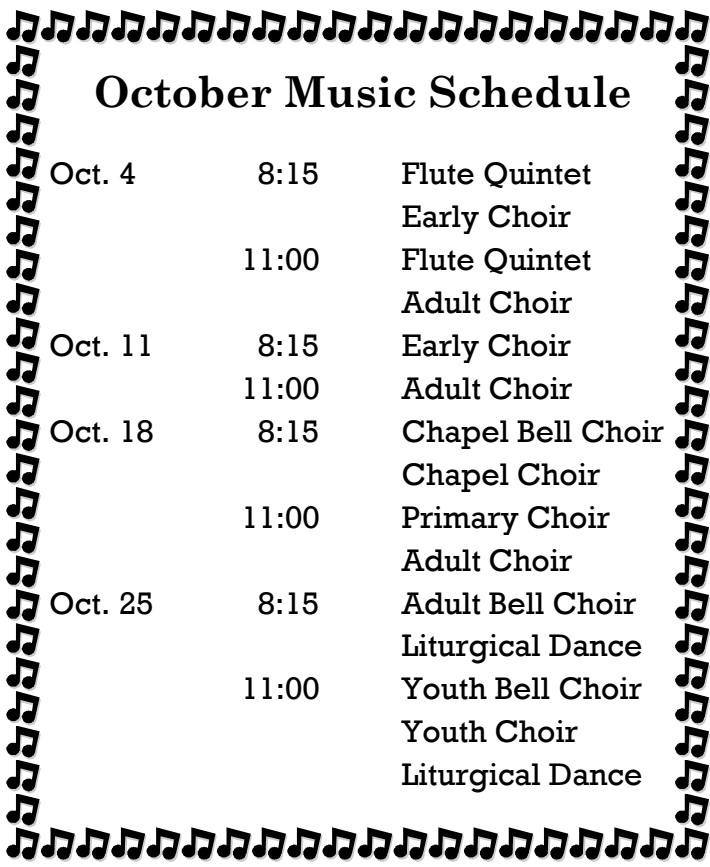 October Music Schedule
Oct. 4 8:15 Flute Quintet
Early Choir
11:00 Flute Quintet
Adult Choir
Oct. 11 8:15 Early Choir
11:00 Adult Choir
Oct. 18 8:15 Chapel Bell Choir
Chapel Choir
11:00 Primary Choir
Adult Choir
Oct. 25 8:15 Adult Bell Choir
Liturgical Dance
11:00 Youth Bell Choir
Youth Choir
Liturgical Dance